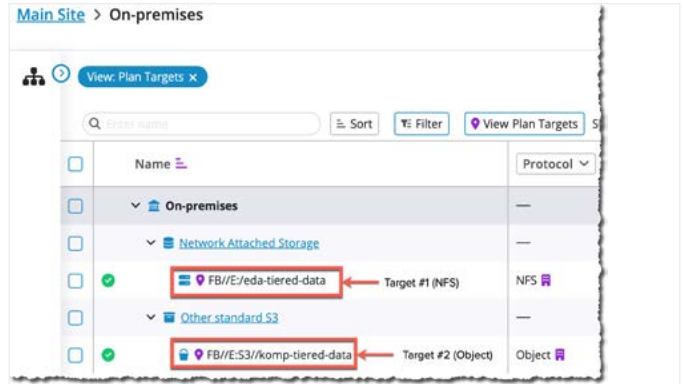 Main Site > On-premises
View: Plan Targets ×
Enter name Sort Filter View Plan Targets
Name Protocol
On-premises —
Network Attached Storage —
FB//E:/eda-tiered-data Target #1 (NFS) NFS
Other standard S3 —
FB//E:S3//komp-tiered-data Target #2 (Object) Object